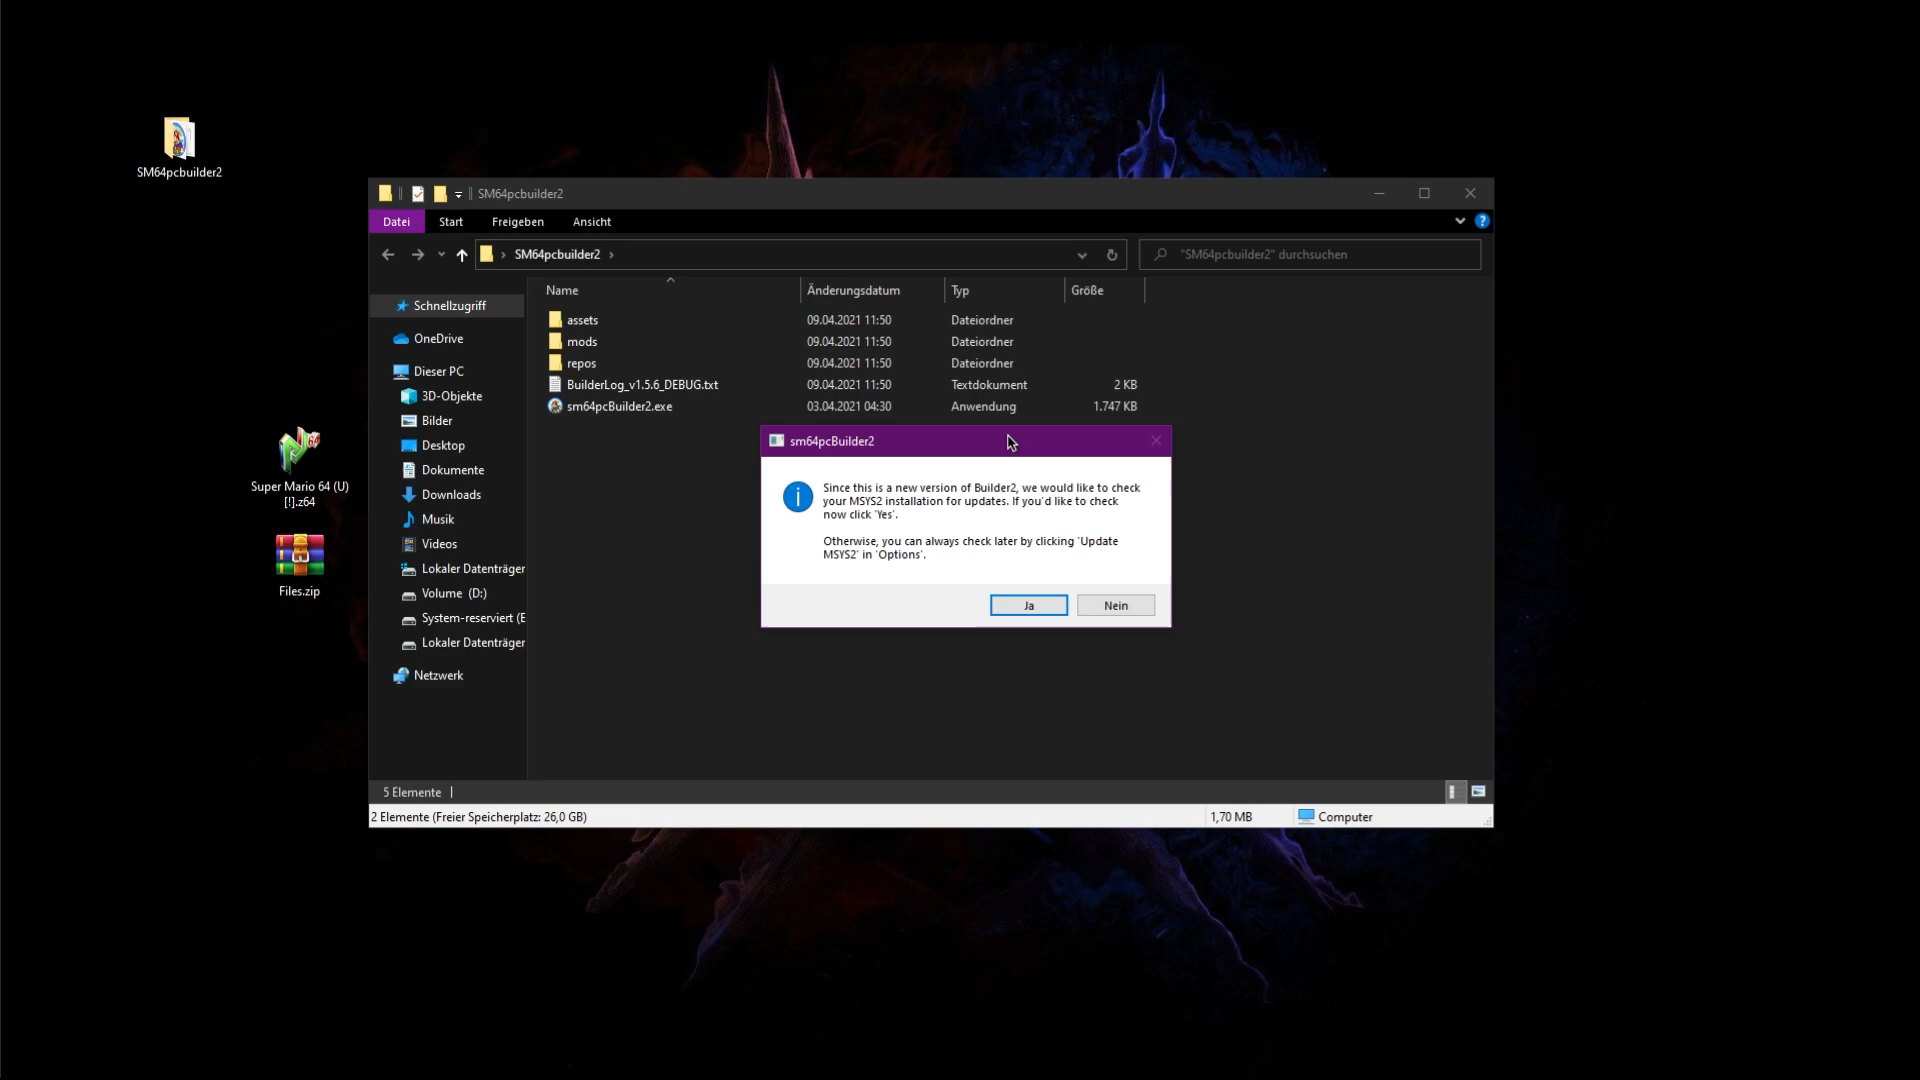 SM64pcbuilder2
Super Mario 64 (U)
[!].z64
Files.zip
SM64pcbuilder2
Datei
Start
Freigeben
Ansicht
SM64pcbuilder2
"SM64pcbuilder2" durchsuchen
Name
Änderungsdatum
Typ
Größe
Schnellzugriff
OneDrive
Dieser PC
3D-Objekte
Bilder
Desktop
Dokumente
Downloads
Musik
Videos
Lokaler Datenträger
Volume (D:)
System-reserviert (E
Lokaler Datenträger
Netzwerk
assets 09.04.2021 11:50 Dateiordner
mods 09.04.2021 11:50 Dateiordner
repos 09.04.2021 11:50 Dateiordner
BuilderLog_v1.5.6_DEBUG.txt 09.04.2021 11:50 Textdokument 2 KB
sm64pcBuilder2.exe 03.04.2021 04:30 Anwendung 1.747 KB
sm64pcBuilder2
Since this is a new version of Builder2, we would like to check
your MSYS2 installation for updates. If you'd like to check
now click 'Yes'.
Otherwise, you can always check later by clicking 'Update
MSYS2' in 'Options'.
Ja
Nein
5 Elemente
2 Elemente (Freier Speicherplatz: 26,0 GB)
1,70 MB
Computer